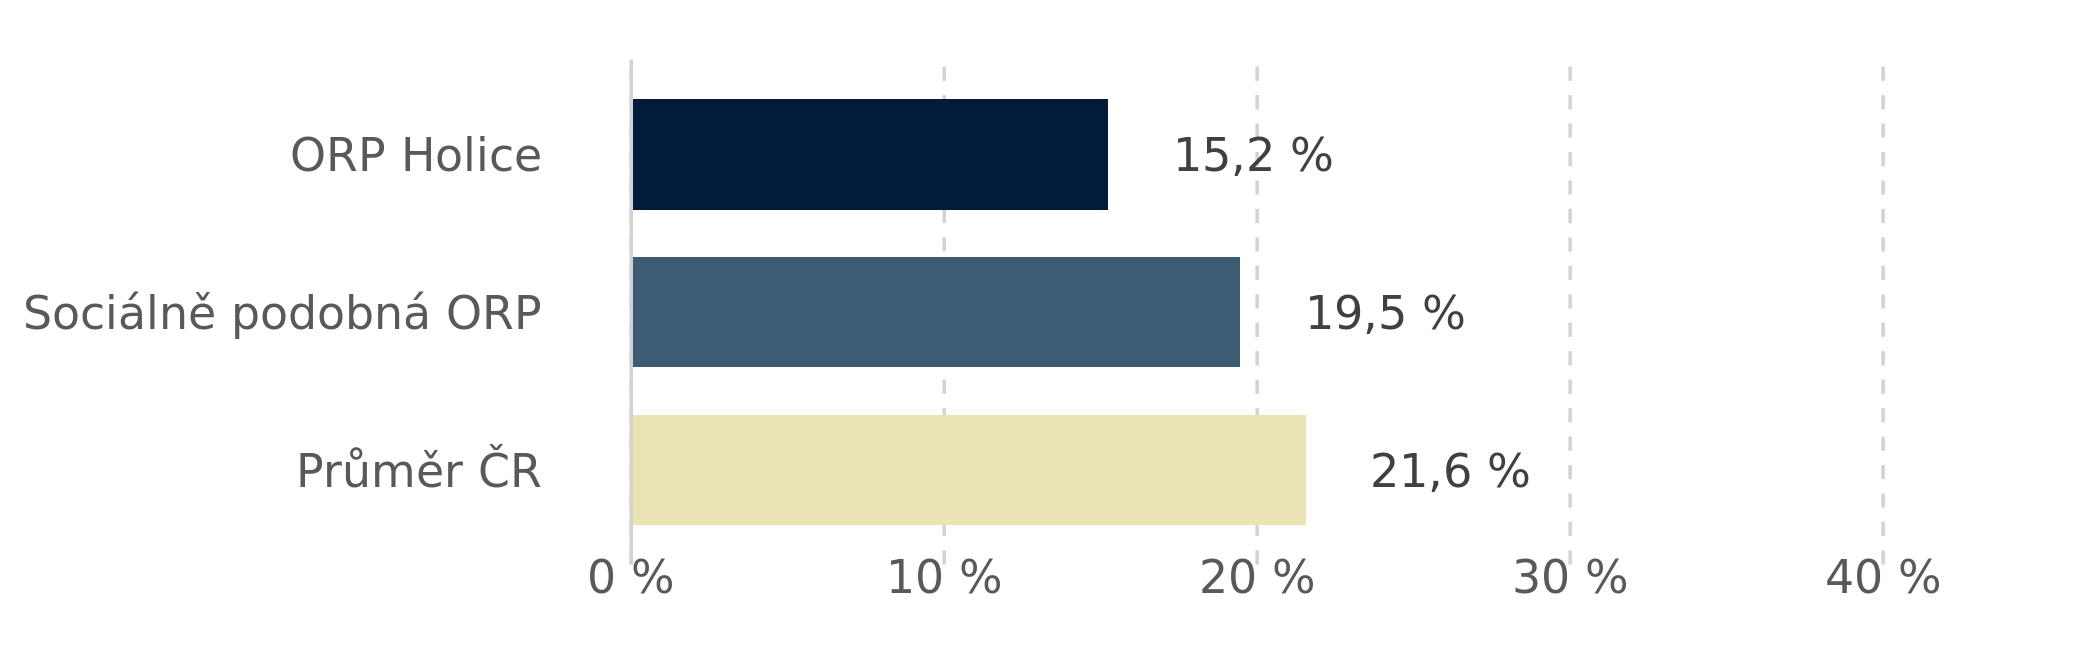 ORP Holice 15,2 %
Sociálně podobná ORP 19,5 %
Průměr ČR 21,6 %
0 % 10 % 20 % 30 % 40 %